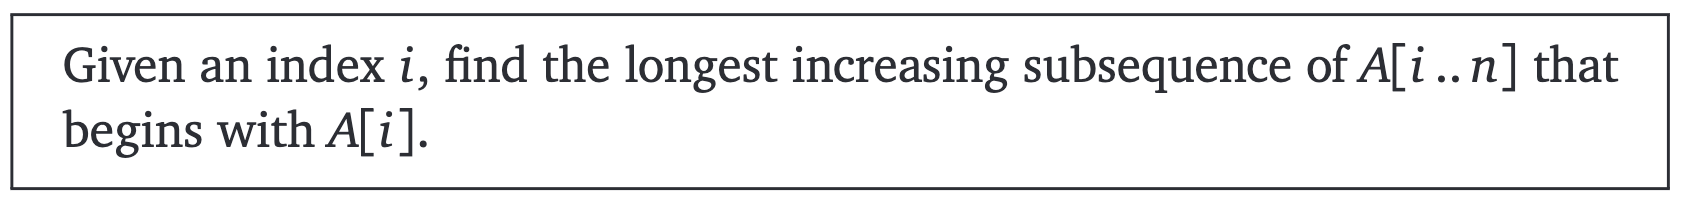 Given an index i, find the longest increasing subsequence of A[i .. n] that
begins with A[i].